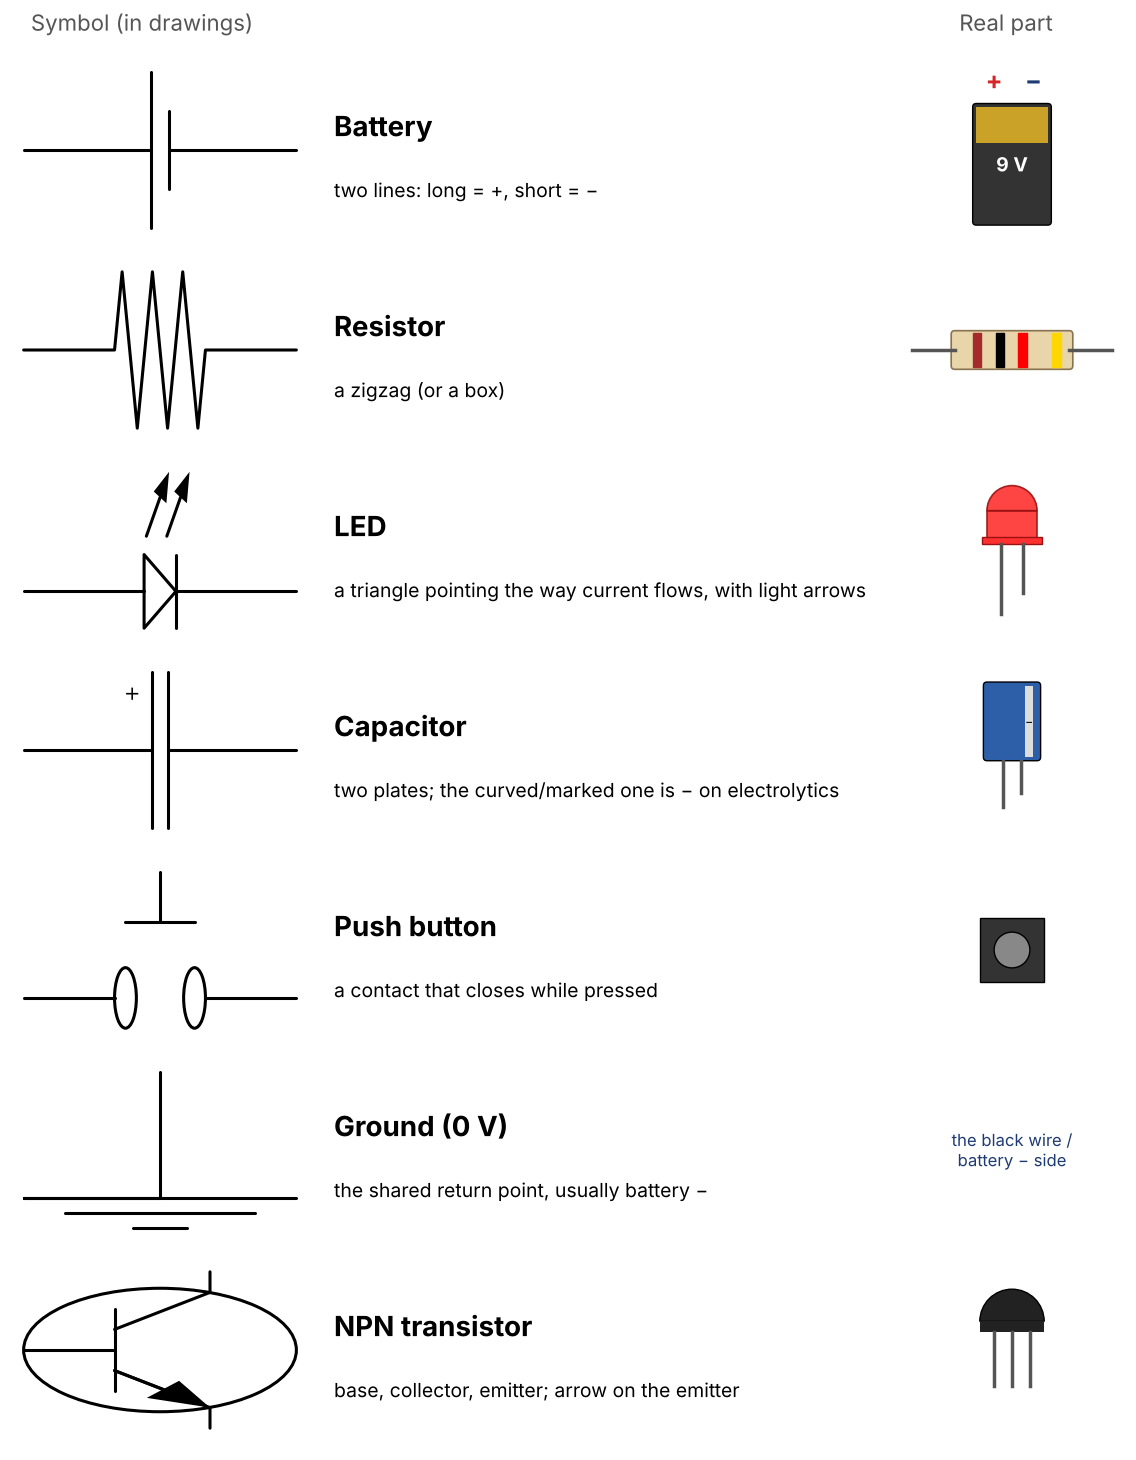 Symbol (in drawings)
Real part
+ −
Battery
9 V
two lines: long = +, short = −
Resistor
a zigzag (or a box)
LED
a triangle pointing the way current flows, with light arrows
+
Capacitor
−
two plates; the curved/marked one is − on electrolytics
Push button
a contact that closes while pressed
Ground (0 V)
the black wire /
battery − side
the shared return point, usually battery −
NPN transistor
base, collector, emitter; arrow on the emitter